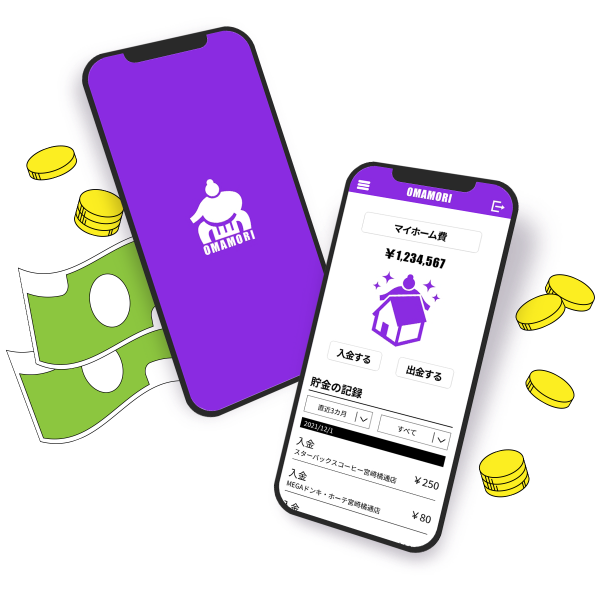 OMAMORI
OMAMORI
マイホーム費
￥1,234,567
入金する
出金する
貯金の記録
直近3カ月
すべて
2021/12/1
入金
スターバックスコーヒー宮崎橘通店
￥250
入金
MEGAドンキ・ホーテ宮崎橘通店
￥80
入金